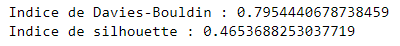 Indice de Davies-Bouldin : 0.7954440678738459
Indice de silhouette : 0.4653688253037719